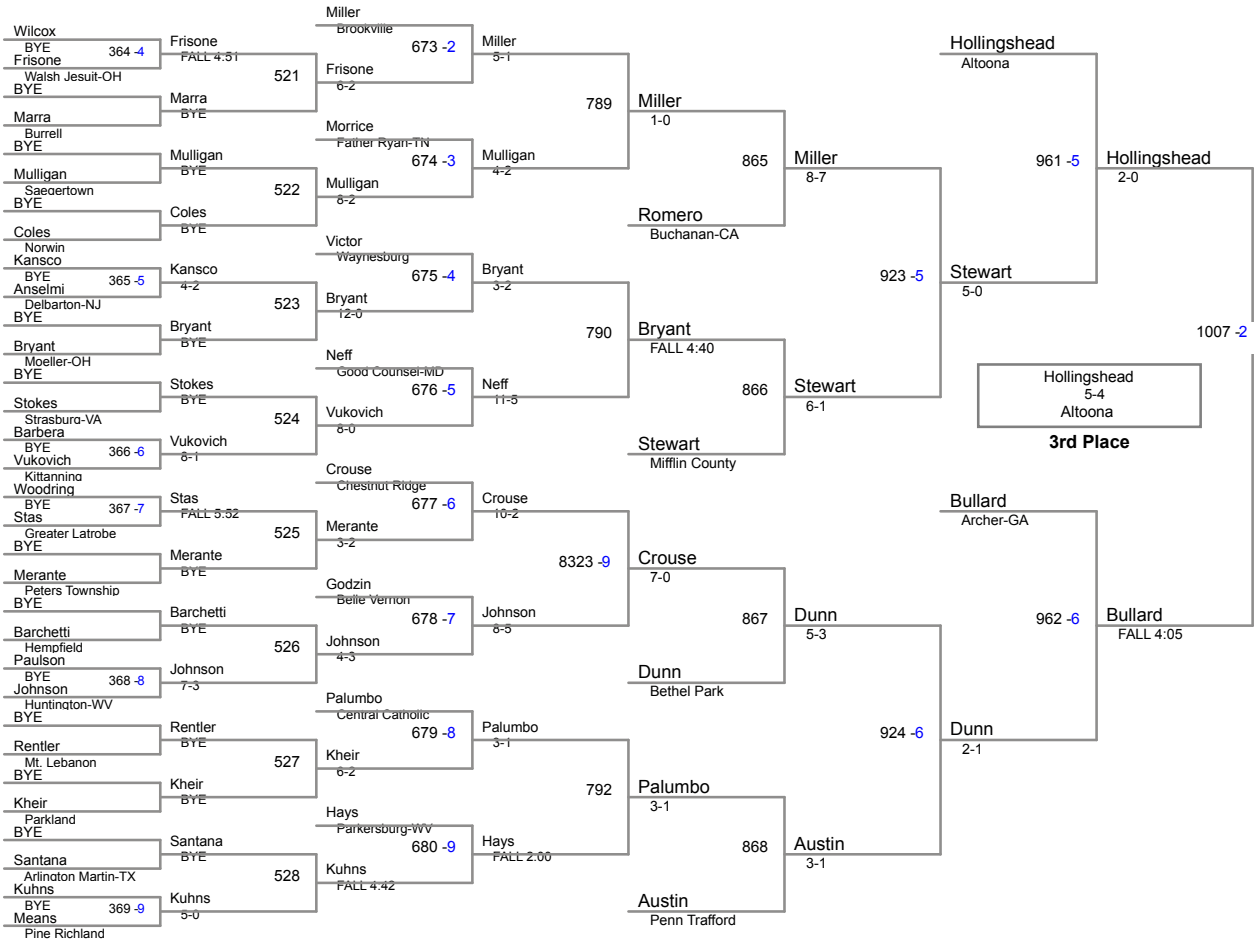 Wilcox
BYE
364 -4
Frisone
Walsh Jesuit-OH
BYE
Marra
Burrell
BYE
Mulligan
Saegertown
BYE
Coles
Norwin
Kansco
BYE
365 -5
Anselmi
Delbarton-NJ
BYE
Bryant
Moeller-OH
BYE
Stokes
Strasburg-VA
Barbera
BYE
366 -6
Vukovich
Kittanning
Woodring
BYE
367 -7
Stas
Greater Latrobe
BYE
Merante
Peters Township
BYE
Barchetti
Hempfield
Paulson
BYE
368 -8
Johnson
Huntington-WV
BYE
Rentler
Mt. Lebanon
BYE
Kheir
Parkland
BYE
Santana
Arlington Martin-TX
Kuhns
BYE
369 -9
Means
Pine Richland
Frisone
FALL 4:51
521
Marra
BYE
Mulligan
BYE
522
Coles
BYE
Kansco
4-2
523
Bryant
BYE
Stokes
BYE
524
Vukovich
8-1
Stas
FALL 5:52
525
Merante
BYE
Barchetti
BYE
526
Johnson
7-3
Rentler
BYE
527
Kheir
BYE
Santana
BYE
528
Kuhns
5-0
Miller
Brookville
673 -2
Frisone
6-2
Morrice
Father Ryan-TN
674 -3
Mulligan
8-2
Victor
Waynesburg
675 -4
Bryant
12-0
Neff
Good Counsel-MD
676 -5
Vukovich
8-0
Crouse
Chestnut Ridge
677 -6
Merante
3-2
Godzin
Belle Vernon
678 -7
Johnson
4-3
Palumbo
Central Catholic
679 -8
Kheir
6-2
Hays
Parkersburg-WV
680 -9
Kuhns
FALL 4:42
Miller
5-1
789
Mulligan
4-2
Bryant
3-2
790
Neff
11-5
Crouse
10-2
8323 -9
Johnson
8-5
Palumbo
3-1
792
Hays
FALL 2:00
Miller
1-0
865
Romero
Buchanan-CA
Bryant
FALL 4:40
866
Stewart
Mifflin County
Crouse
7-0
867
Dunn
Bethel Park
Palumbo
3-1
868
Austin
Penn Trafford
Miller
8-7
923 -5
Stewart
6-1
Dunn
5-3
924 -6
Austin
3-1
Hollingshead
Altoona
961 -5
Stewart
5-0
Bullard
Archer-GA
962 -6
Dunn
2-1
Hollingshead
2-0
1007 -2
Bullard
FALL 4:05
Hollingshead
5-4
Altoona
3rd Place